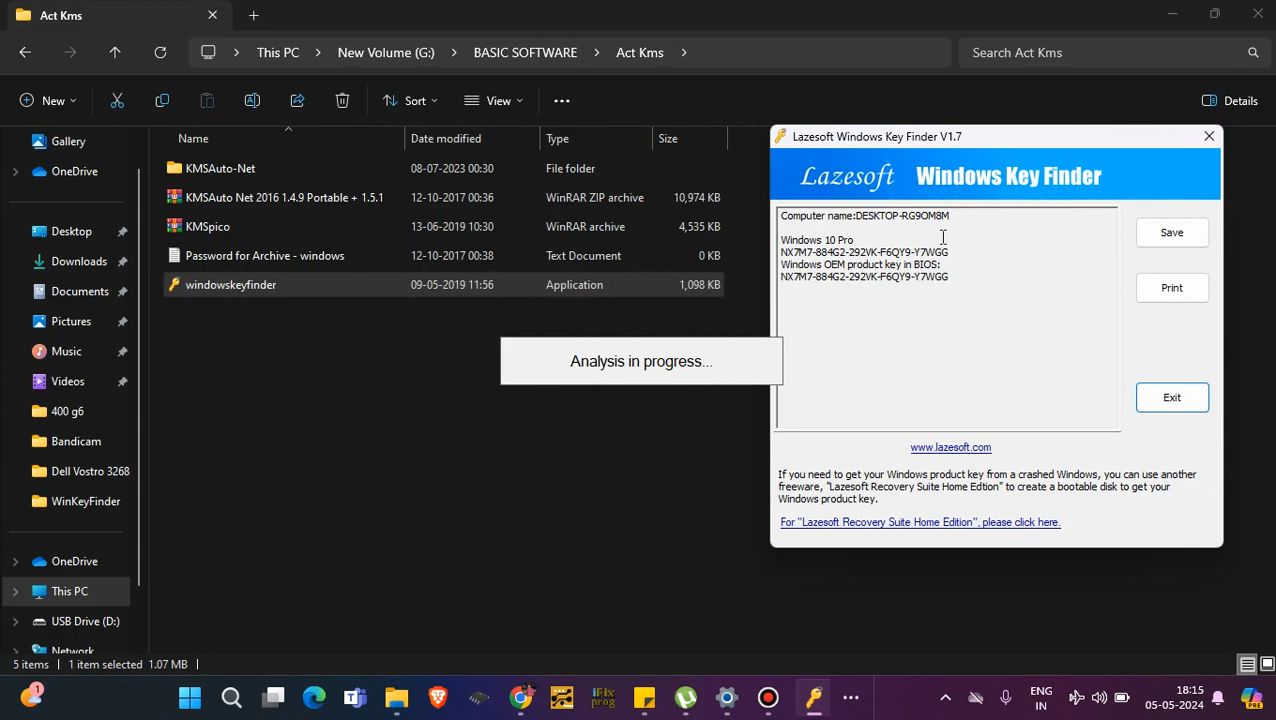 Act Kms
This PC
New Volume (G:)
BASIC SOFTWARE
Act Kms
Search Act Kms
New
Sort
View
Details
Name
Date modified
Type
Size
Gallery
OneDrive
Desktop
Downloads
Documents
Pictures
Music
Videos
400 g6
Bandicam
Dell Vostro 3268
WinKeyFinder
OneDrive
This PC
USB Drive (D:)
Network
KMSAuto-Net 08-07-2023 00:30 File folder
KMSAuto Net 2016 1.4.9 Portable + 1.5.1 12-10-2017 00:36 WinRAR ZIP archive 10,974 KB
KMSpico 13-06-2019 10:30 WinRAR archive 4,535 KB
Password for Archive - windows 12-10-2017 00:38 Text Document 0 KB
windowskeyfinder 09-03-2019 11:56 Application 1,098 KB
Analysis in progress...
Lazesoft Windows Key Finder V1.7
Lazesoft Windows Key Finder
Computer name:DESKTOP-RG9OM8M
Windows 10 Pro
NX7M7-884G2-292VK-F6QY9-Y7WGG
Windows OEM product key in BIOS:
NX7M7-884G2-292VK-F6QY9-Y7WGG
Save
Print
Exit
www.lazesoft.com
If you need to get your Windows product key from a crashed Windows, you can use another
freeware, "Lazesoft Recovery Suite Home Edtion" to create a bootable disk to get your
Windows product key.
For "Lazesoft Recovery Suite Home Edition", please click here.
5 items
1 item selected 1.07 MB
1
iFix
prog
ENG
IN
18:15
05-05-2024
PRE